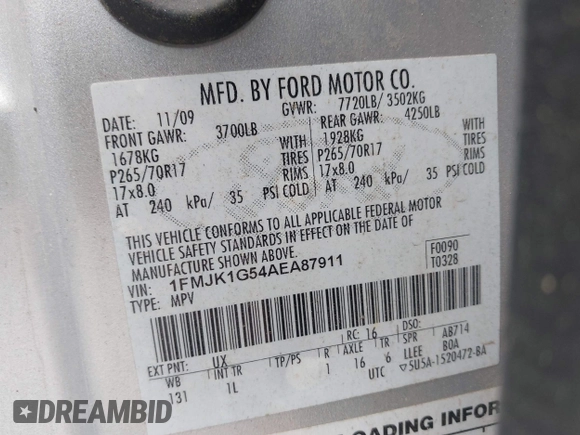 MFD. BY FORD MOTOR CO.
DATE: 11/09 GVWR: 7720LB/ 3502KG
FRONT GAWR: 3700LB REAR GAWR: 4250LB
1678KG WITH 1928KG WITH
P265/70R17 TIRES P265/70R17 TIRES
17x8.0 RIMS 17x8.0 RIMS
AT 240 kPa/ 35 PSI COLD AT 240 kPa/ 35 PSI COLD
THIS VEHICLE CONFORMS TO ALL APPLICABLE FEDERAL MOTOR
VEHICLE SAFETY STANDARDS IN EFFECT ON THE DATE OF
MANUFACTURE SHOWN ABOVE.
VIN: 1FMJK1G54AEA87911 F0090
TYPE: MPV T0328
EXT PNT: UX RC: 16 DSO:
WB INT TR TP/PS R AXLE TR AB714
131 1L 1 16 6 LLEE B0A
UTC ▽5U5A-1520472-BA
LOADING INFOR
DREAMBID